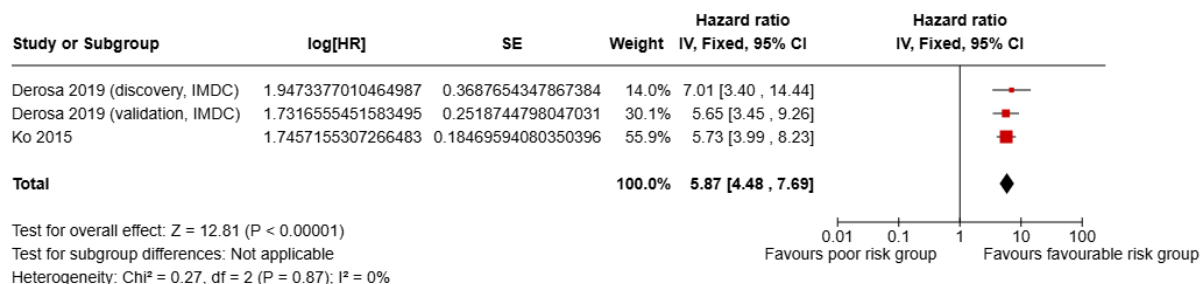 Hazard ratio Hazard ratio
Study or Subgroup log[HR] SE Weight IV, Fixed, 95% CI IV, Fixed, 95% CI
Derosa 2019 (discovery, IMDC) 1.9473377010464987 0.3687654347867384 14.0% 7.01 [3.40 , 14.44]
Derosa 2019 (validation, IMDC) 1.7316555451583495 0.2518744798047031 30.1% 5.65 [3.45 , 9.26]
Ko 2015 1.7457155307266483 0.18469594080350396 55.9% 5.73 [3.99 , 8.23]
Total 100.0% 5.87 [4.48 , 7.69]
Test for overall effect: Z = 12.81 (P < 0.00001)
0.01 0.1 1 10 100
Test for subgroup differences: Not applicable Favours poor risk group Favours favourable risk group
Heterogeneity: Chi² = 0.27, df = 2 (P = 0.87); I² = 0%